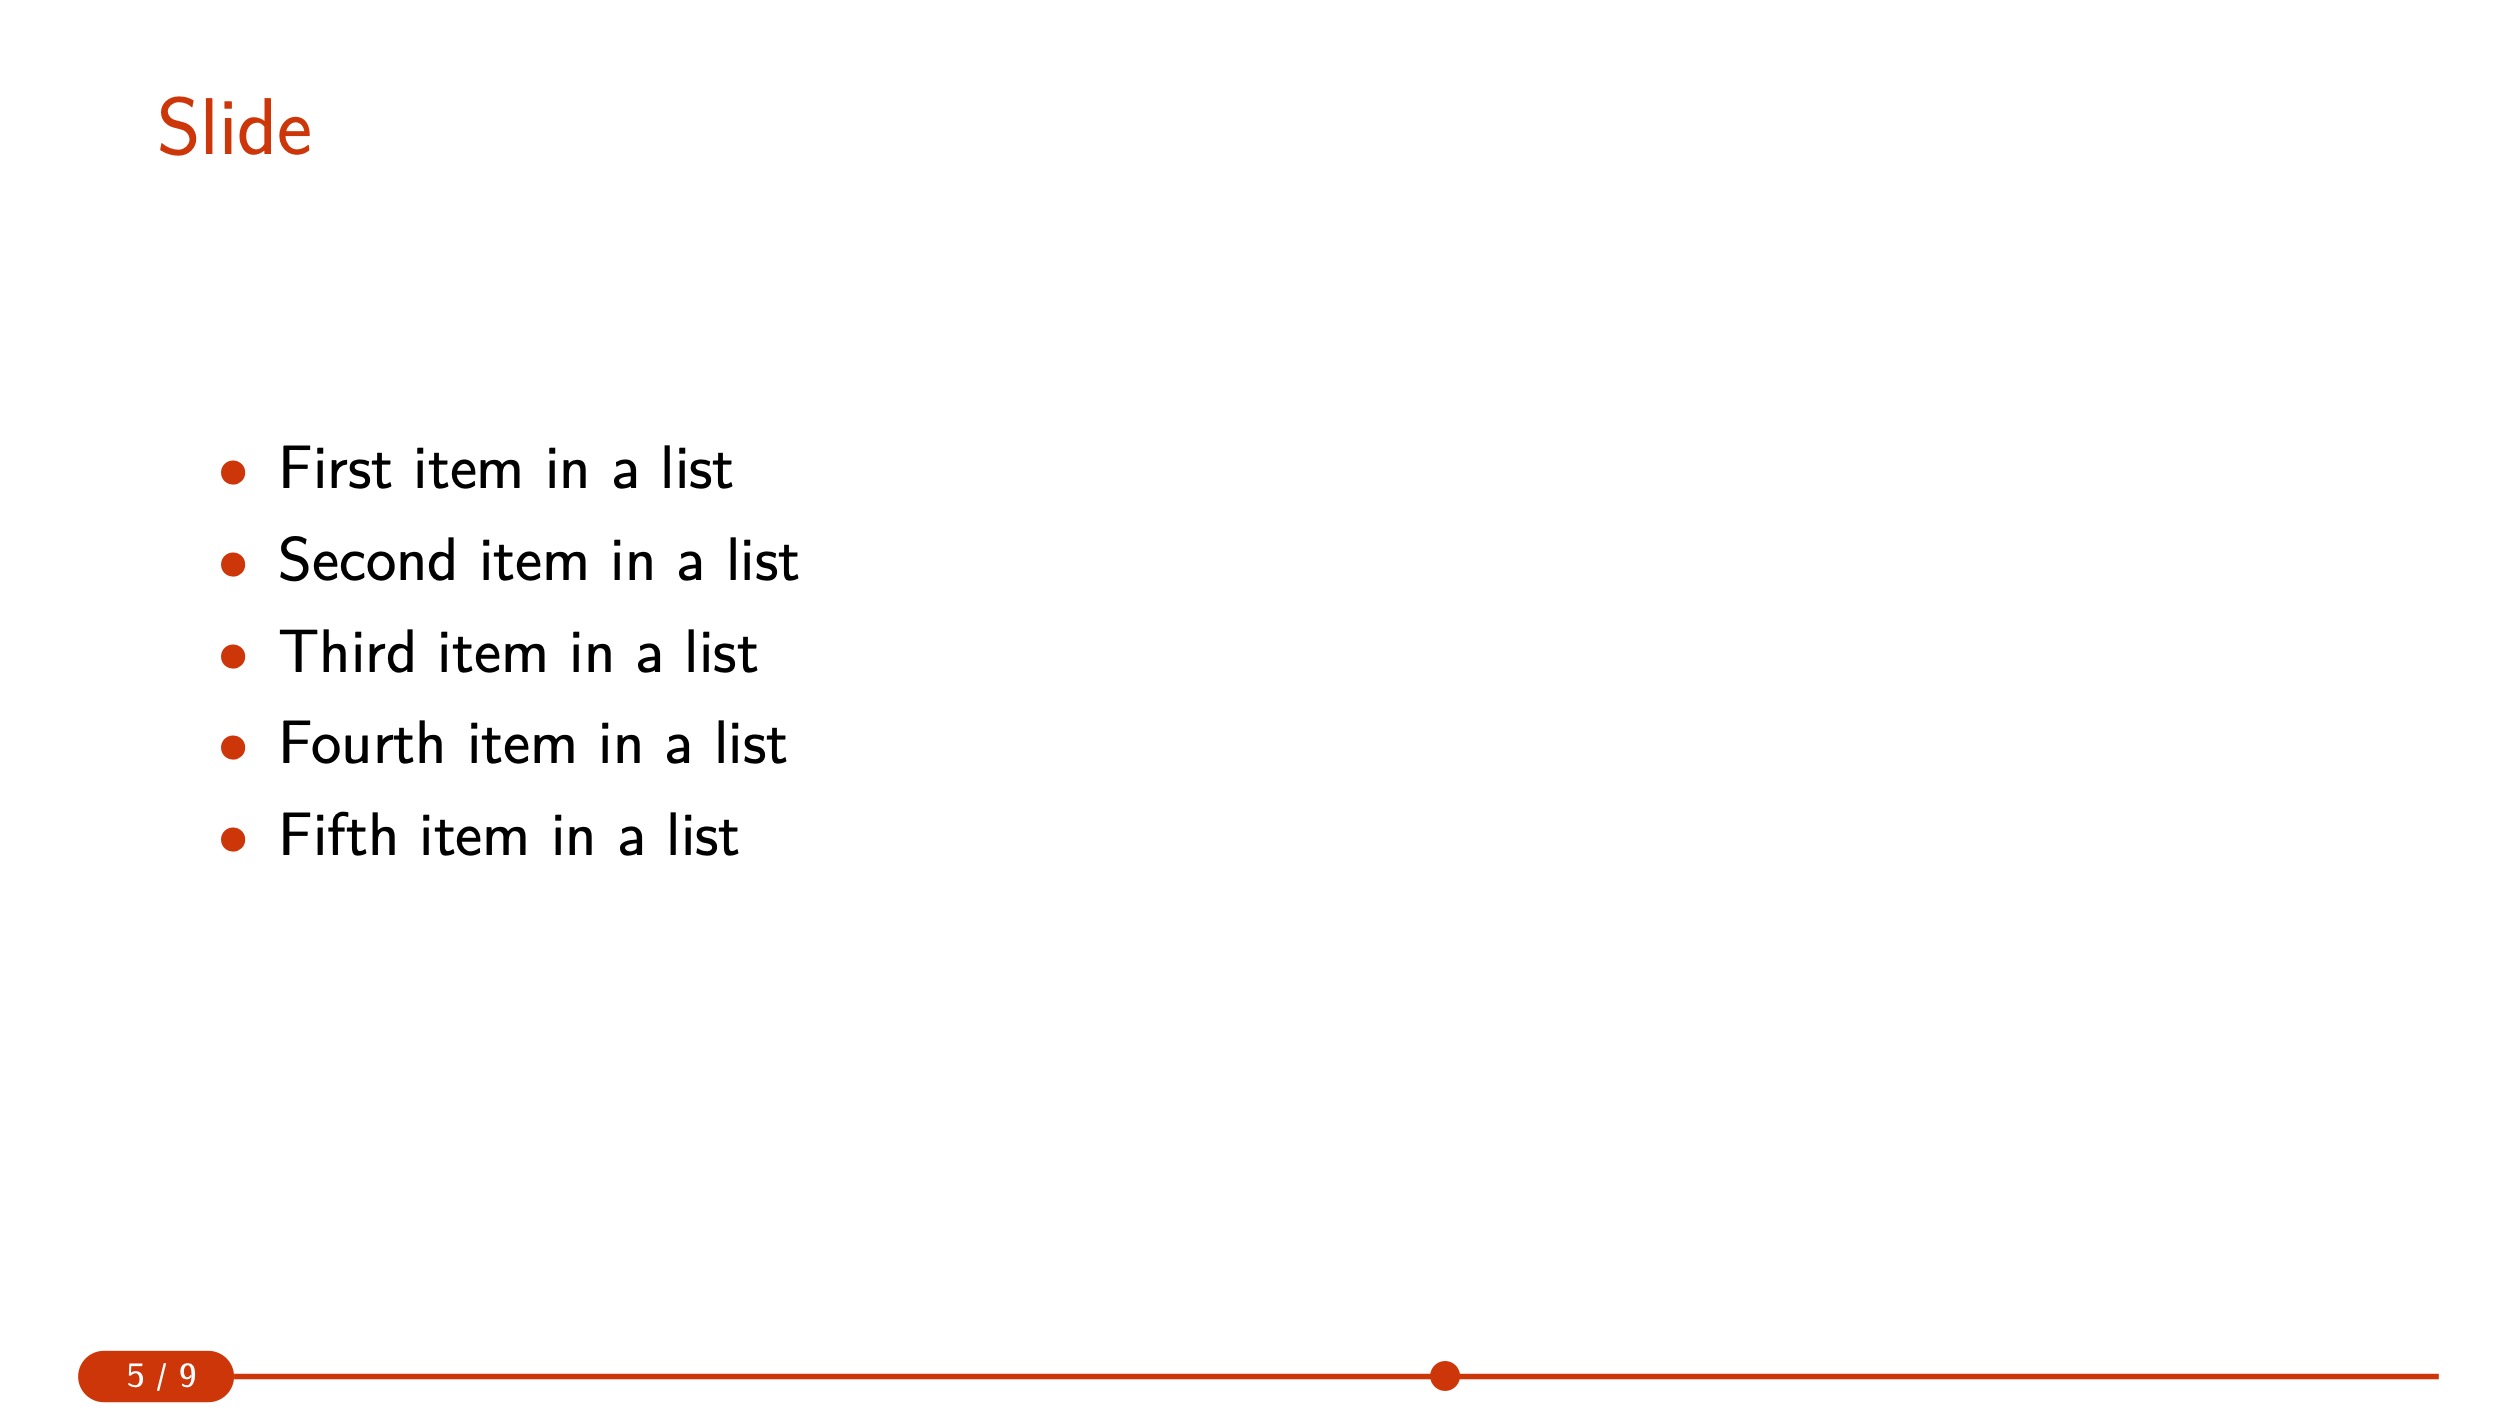 Slide
First item in a list
Second item in a list
Third item in a list
Fourth item in a list
Fifth item in a list
5 / 9